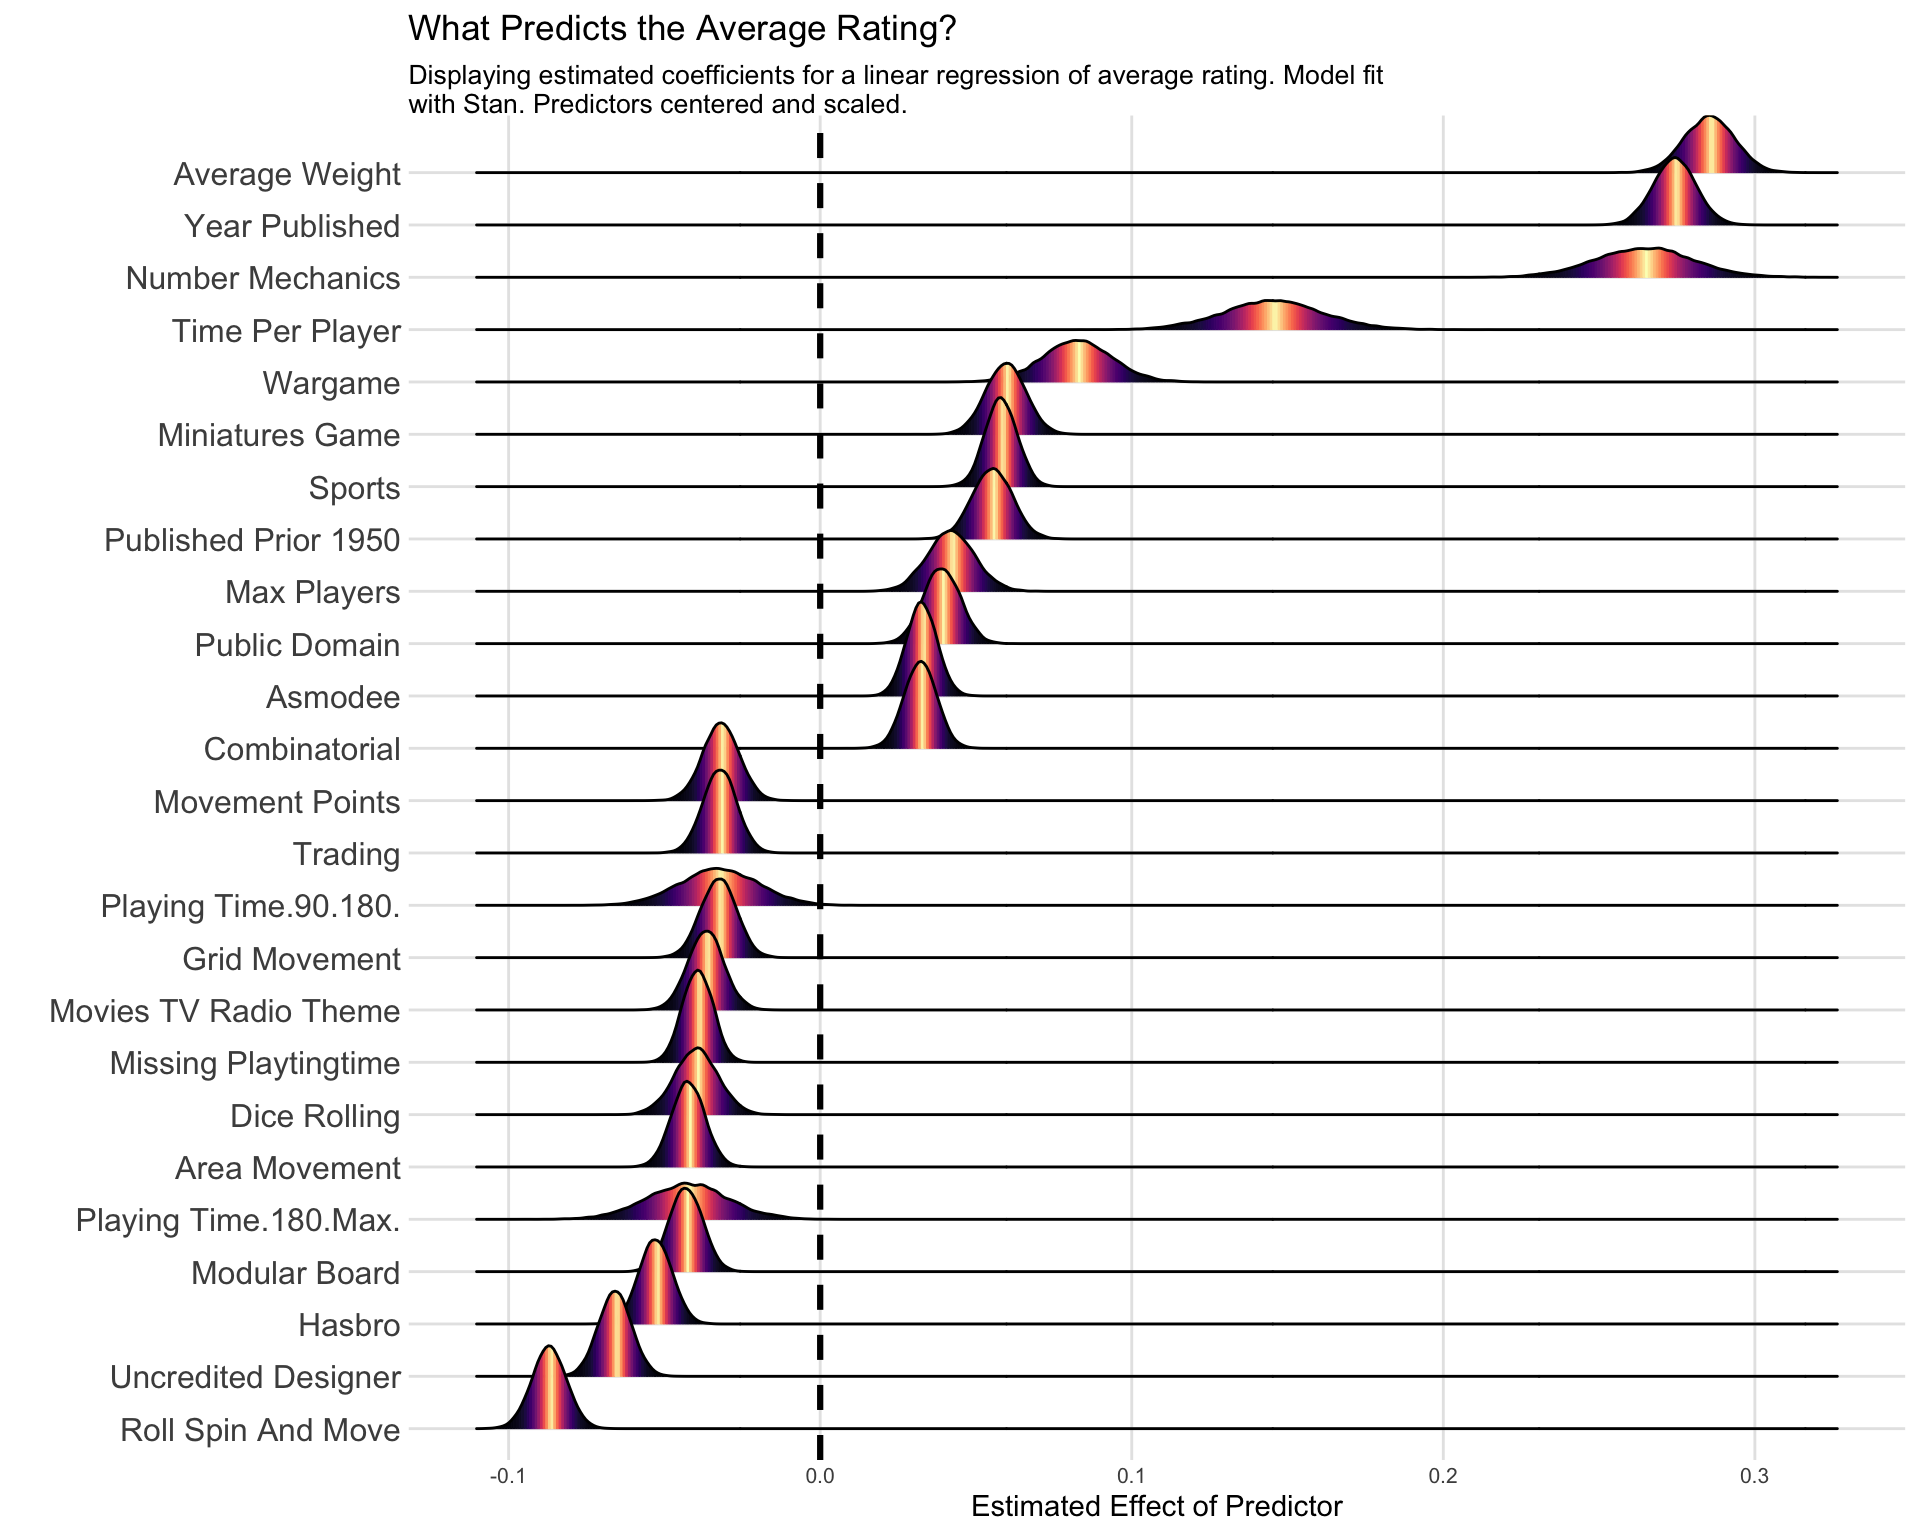 What Predicts the Average Rating?
Displaying estimated coefficients for a linear regression of average rating. Model fit
with Stan. Predictors centered and scaled.
Average Weight
Year Published
Number Mechanics
Time Per Player
Wargame
Miniatures Game
Sports
Published Prior 1950
Max Players
Public Domain
Asmodee
Combinatorial
Movement Points
Trading
Playing Time.90.180.
Grid Movement
Movies TV Radio Theme
Missing Playtingtime
Dice Rolling
Area Movement
Playing Time.180.Max.
Modular Board
Hasbro
Uncredited Designer
Roll Spin And Move
-0.1 0.0 0.1 0.2 0.3
Estimated Effect of Predictor